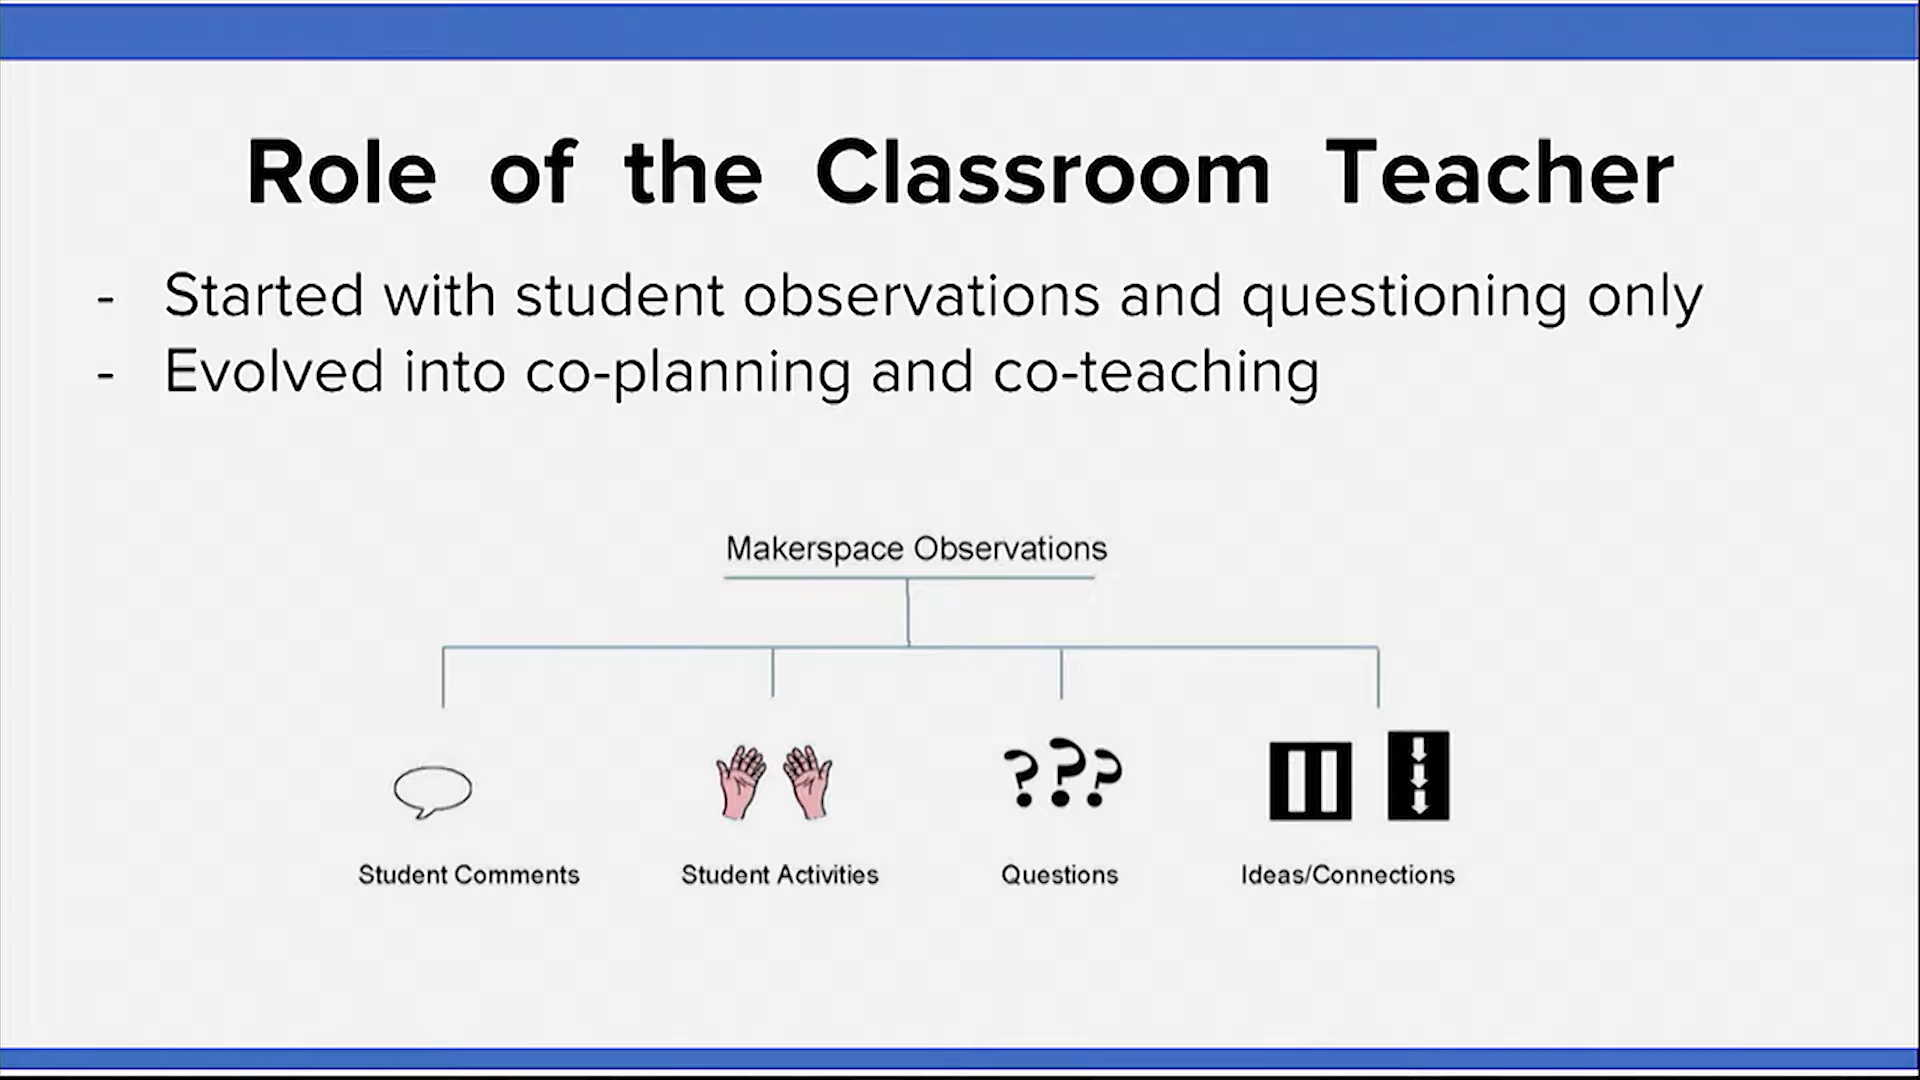 Role of the Classroom Teacher
- Started with student observations and questioning only
- Evolved into co-planning and co-teaching
Makerspace Observations
???
Student Comments
Student Activities
Questions
Ideas/Connections